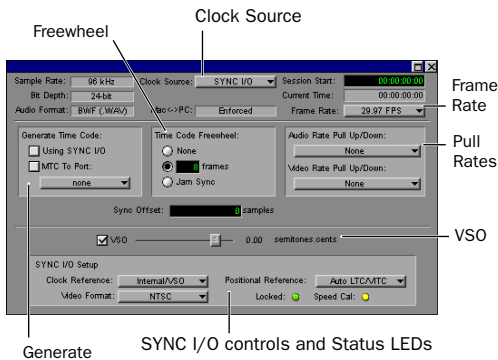 Clock Source
Freewheel
Sample Rate: 96 kHz Clock Source: SYNC I/O Session Start: 00:00:00:00
Bit Depth: 24-bit Current Time: 00:00:00:00
Audio Format: BWF (.WAV) Mac<->PC: Enforced Frame Rate: 29.97 FPS
Frame Rate
Generate Time Code: Time Code Freewheel: Audio Rate Pull Up/Down:
Using SYNC I/O None None
MTC To Port: 8 frames Video Rate Pull Up/Down:
none Jam Sync None
Pull Rates
Sync Offset: 0 samples
VSO 0.00 semitones.cents
VSO
SYNC I/O Setup
Clock Reference: Internal/VSO Positional Reference: Auto LTC/VITC
Video Format: NTSC Locked: Speed Cal:
Generate
SYNC I/O controls and Status LEDs